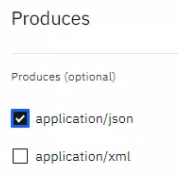 Produces
Produces (optional)
application/json
application/xml